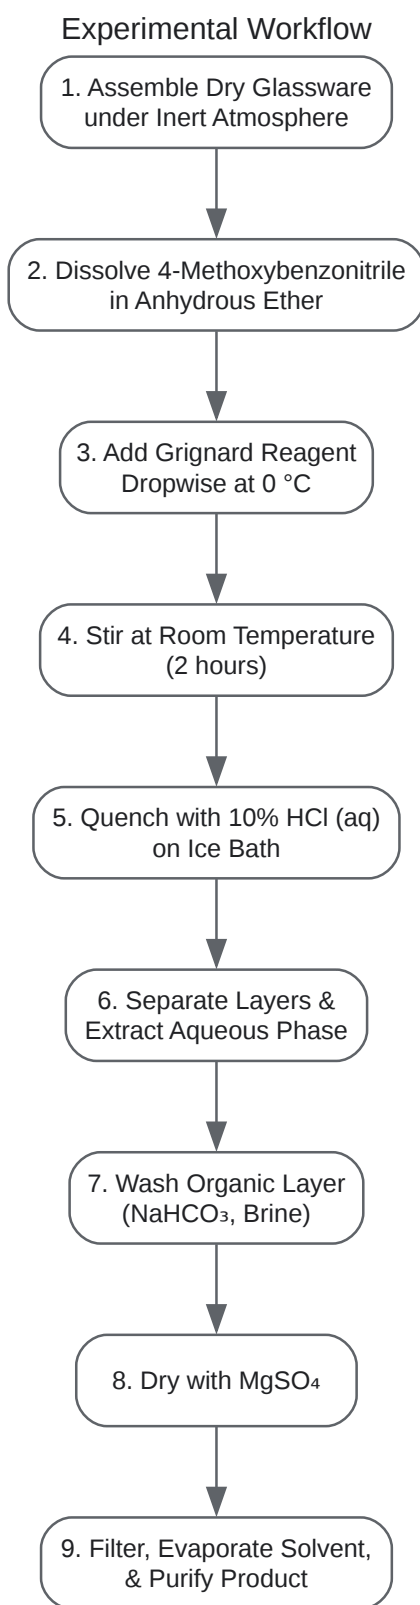 Experimental Workflow
1. Assemble Dry Glassware
under Inert Atmosphere
2. Dissolve 4-Methoxybenzonitrile
in Anhydrous Ether
3. Add Grignard Reagent
Dropwise at 0 °C
4. Stir at Room Temperature
(2 hours)
5. Quench with 10% HCl (aq)
on Ice Bath
6. Separate Layers &
Extract Aqueous Phase
7. Wash Organic Layer
(NaHCO₃, Brine)
8. Dry with MgSO₄
9. Filter, Evaporate Solvent,
& Purify Product